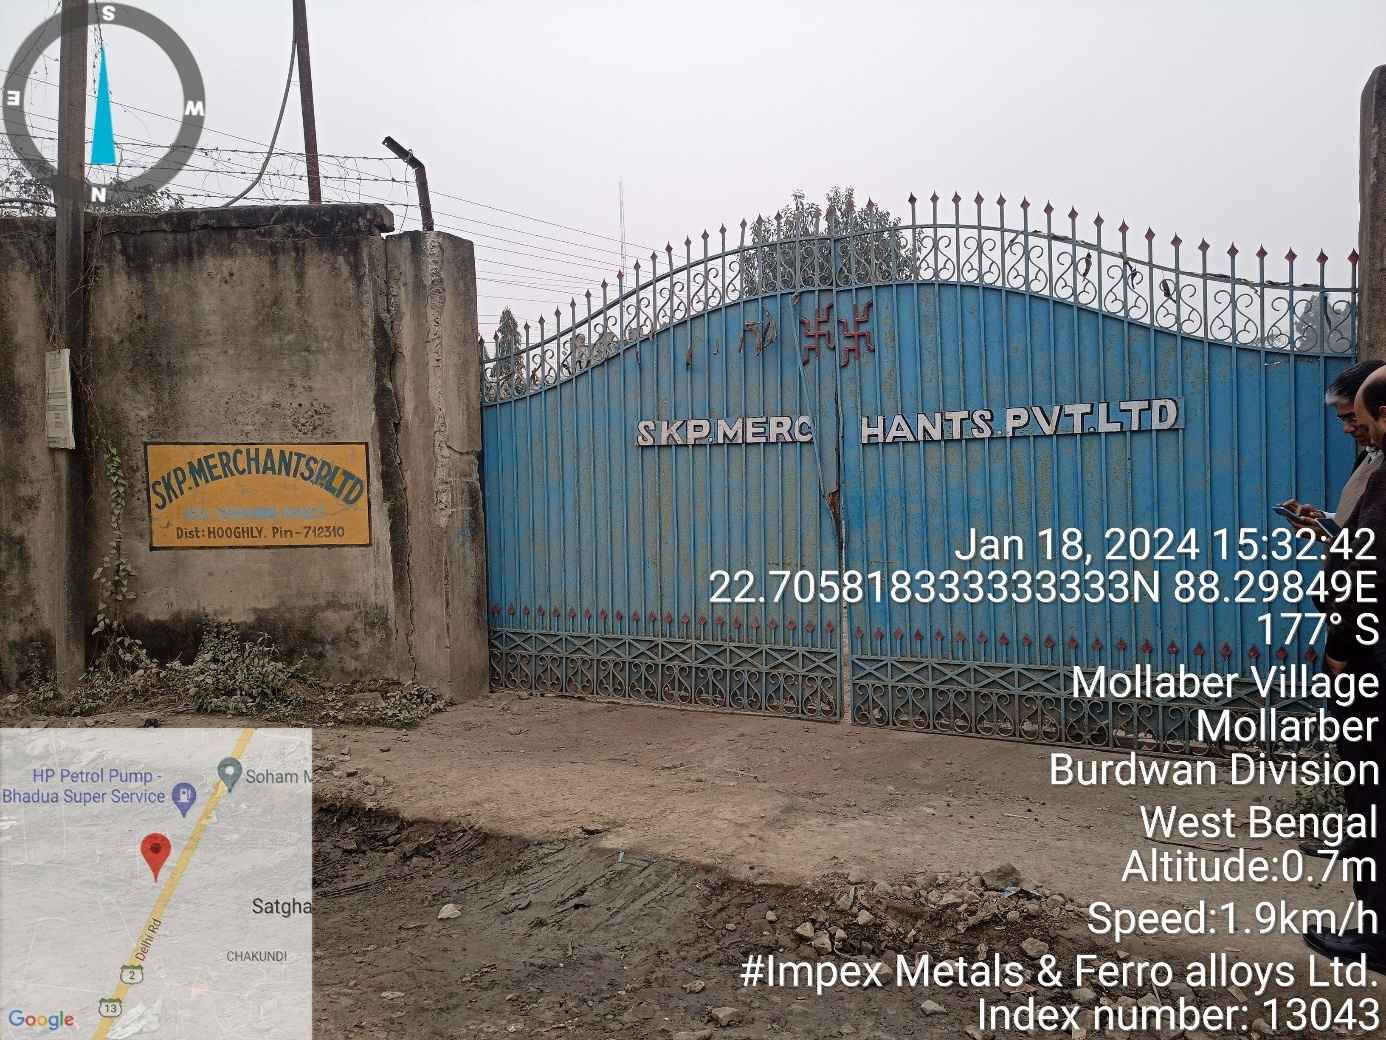 S
E
W
N
SKP.MERCHANTS.P.LTD
Dist: HOOGHLY. Pin-712310
SKP.MERCHANTS.PVT.LTD
Jan 18, 2024 15:32:42
22.705818333333333N 88.29849E
177° S
Mollaber Village
Mollarber
Burdwan Division
West Bengal
Altitude:0.7m
Speed:1.9km/h
#Impex Metals & Ferro alloys Ltd.
Index number: 13043
HP Petrol Pump -
Bhadua Super Service
Soham M
Satgha
Delhi Rd
CHAKUNDI
2
13
Google